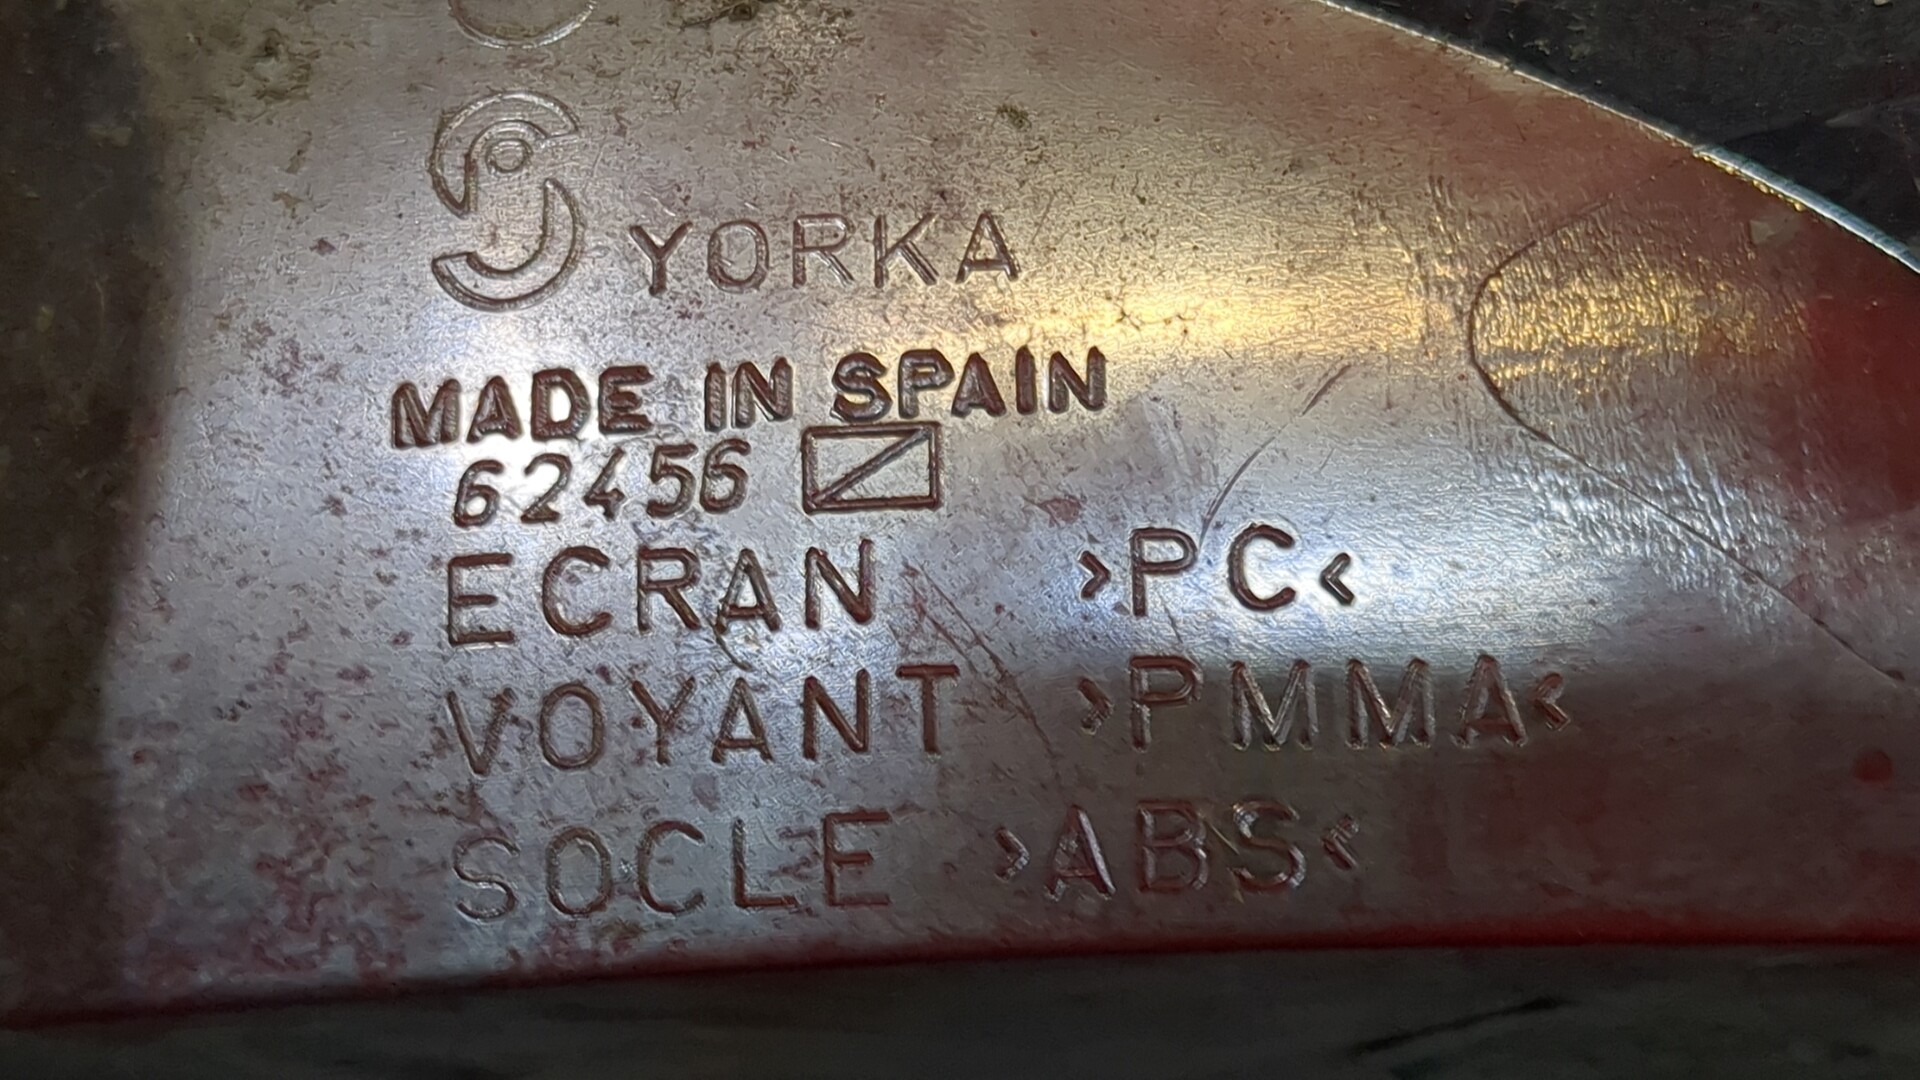 YORKA
MADE IN SPAIN
62456
ECRAN >PC<
VOYANT >PMMA<
SOCLE >ABS<